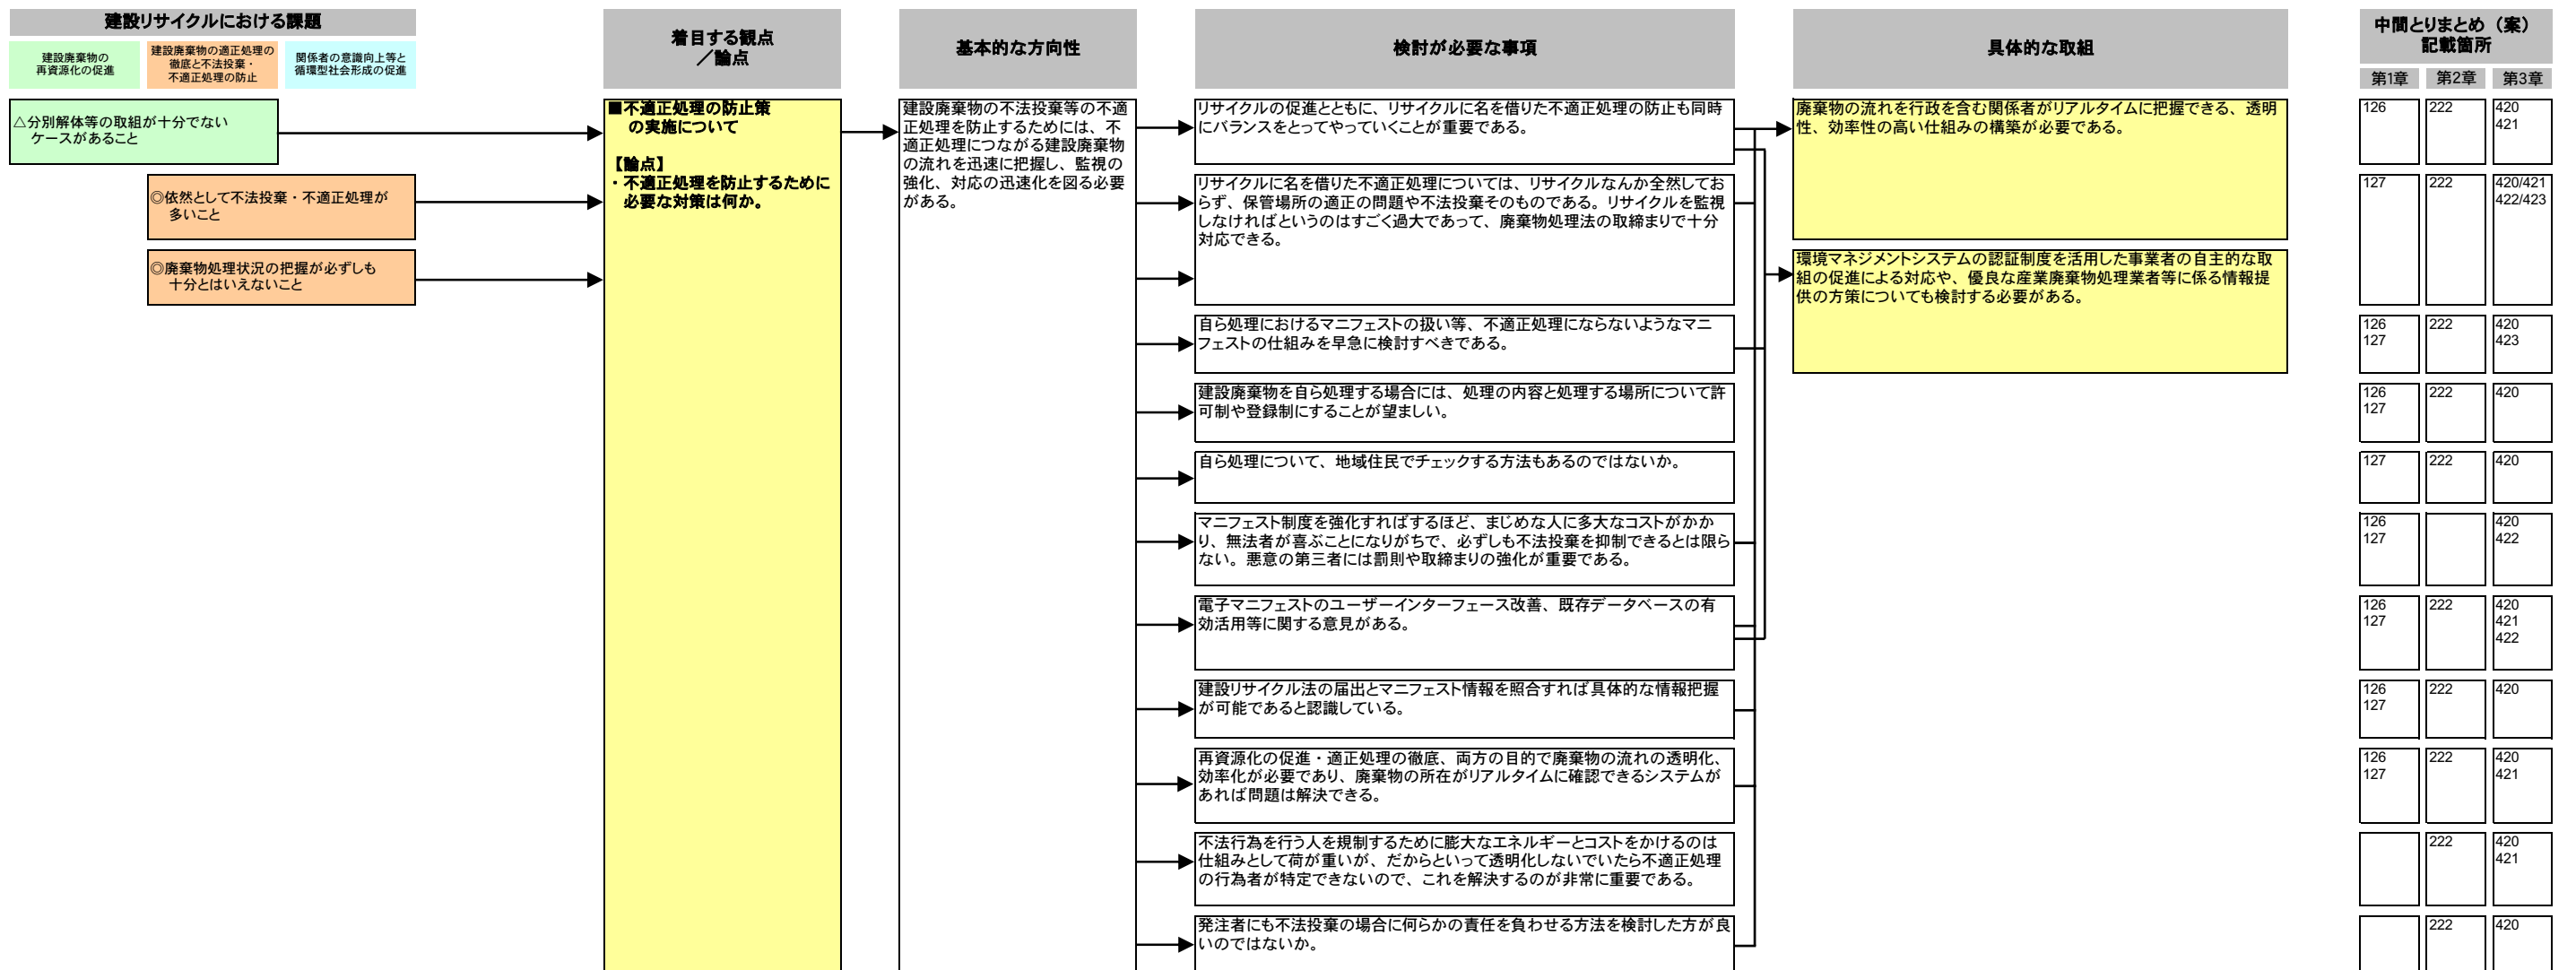 建設リサイクルにおける課題
建設廃棄物の
再資源化の促進
建設廃棄物の適正処理の
徹底と不法投棄・
不適正処理の防止
関係者の意識向上等と
循環型社会形成の促進
着目する観点
／論点
基本的な方向性
検討が必要な事項
具体的な取組
中間とりまとめ（案）
記載箇所
第1章
第2章
第3章
△分別解体等の取組が十分でない
ケースがあること
◎依然として不法投棄・不適正処理が
多いこと
◎廃棄物処理状況の把握が必ずしも
十分とはいえないこと
■不適正処理の防止策
の実施について
【論点】
・不適正処理を防止するために
必要な対策は何か。
建設廃棄物の不法投棄等の不適
正処理を防止するためには、不
適正処理につながる建設廃棄物
の流れを迅速に把握し、監視の
強化、対応の迅速化を図る必要
がある。
リサイクルの促進とともに、リサイクルに名を借りた不適正処理の防止も同時
にバランスをとってやっていくことが重要である。
リサイクルに名を借りた不適正処理については、リサイクルなんか全然してお
らず、保管場所の適正の問題や不法投棄そのものである。リサイクルを監視
しなければというのはすごく過大であって、廃棄物処理法の取締まりで十分
対応できる。
自ら処理におけるマニフェストの扱い等、不適正処理にならないようなマニ
フェストの仕組みを早急に検討すべきである。
建設廃棄物を自ら処理する場合には、処理の内容と処理する場所について許
可制や登録制にすることが望ましい。
自ら処理について、地域住民でチェックする方法もあるのではないか。
マニフェスト制度を強化すればするほど、まじめな人に多大なコストがかか
り、無法者が喜ぶことになりがちで、必ずしも不法投棄を抑制できるとは限ら
ない。悪意の第三者には罰則や取締まりの強化が重要である。
電子マニフェストのユーザーインターフェース改善、既存データベースの有
効活用等に関する意見がある。
建設リサイクル法の届出とマニフェスト情報を照合すれば具体的な情報把握
が可能であると認識している。
再資源化の促進・適正処理の徹底、両方の目的で廃棄物の流れの透明化、
効率化が必要であり、廃棄物の所在がリアルタイムに確認できるシステムが
あれば問題は解決できる。
不法行為を行う人を規制するために膨大なエネルギーとコストをかけるのは
仕組みとして荷が重いが、だからといって透明化しないでいたら不適正処理
の行為者が特定できないので、これを解決するのが非常に重要である。
発注者にも不法投棄の場合に何らかの責任を負わせる方法を検討した方が良
いのではないか。
廃棄物の流れを行政を含む関係者がリアルタイムに把握できる、透明
性、効率性の高い仕組みの構築が必要である。
環境マネジメントシステムの認証制度を活用した事業者の自主的な取
組の促進による対応や、優良な産業廃棄物処理業者等に係る情報提
供の方策についても検討する必要がある。
126 222 420
421
127 222 420/421
422/423
126 222 420
127 423
126 222 420
127
127 222 420
126 420
127 422
126 222 420
127 421
422
126 222 420
127
126 222 420
127 421
222 420
421
222 420